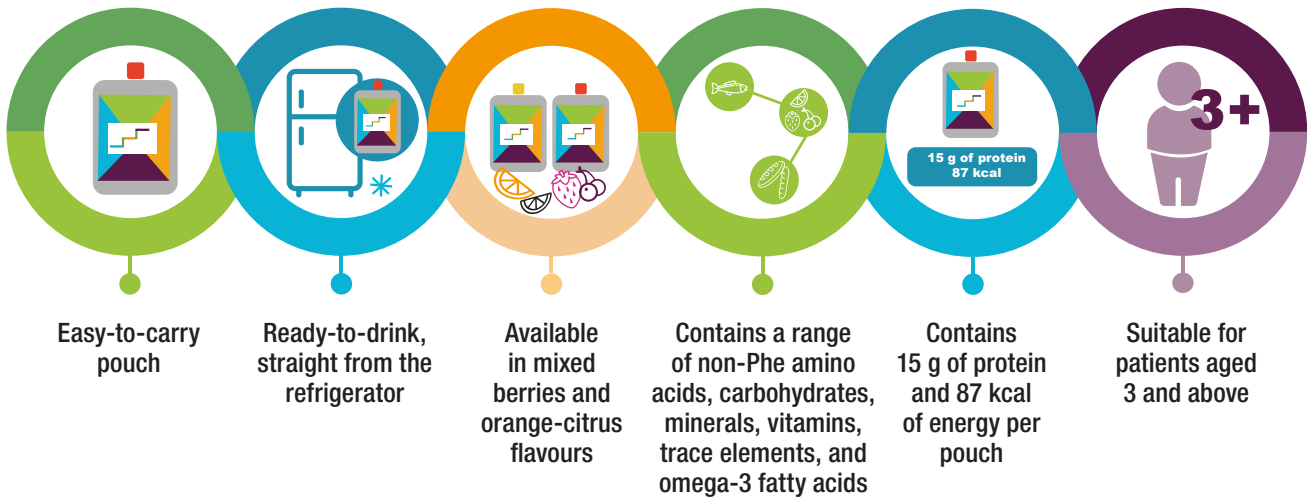 15 g of protein
87 kcal
3+
Easy-to-carry
pouch
Ready-to-drink,
straight from the
refrigerator
Available
in mixed
berries and
orange-citrus
flavours
Contains a range
of non-Phe amino
acids, carbohydrates,
minerals, vitamins,
trace elements, and
omega-3 fatty acids
Contains
15 g of protein
and 87 kcal
of energy per
pouch
Suitable for
patients aged
3 and above